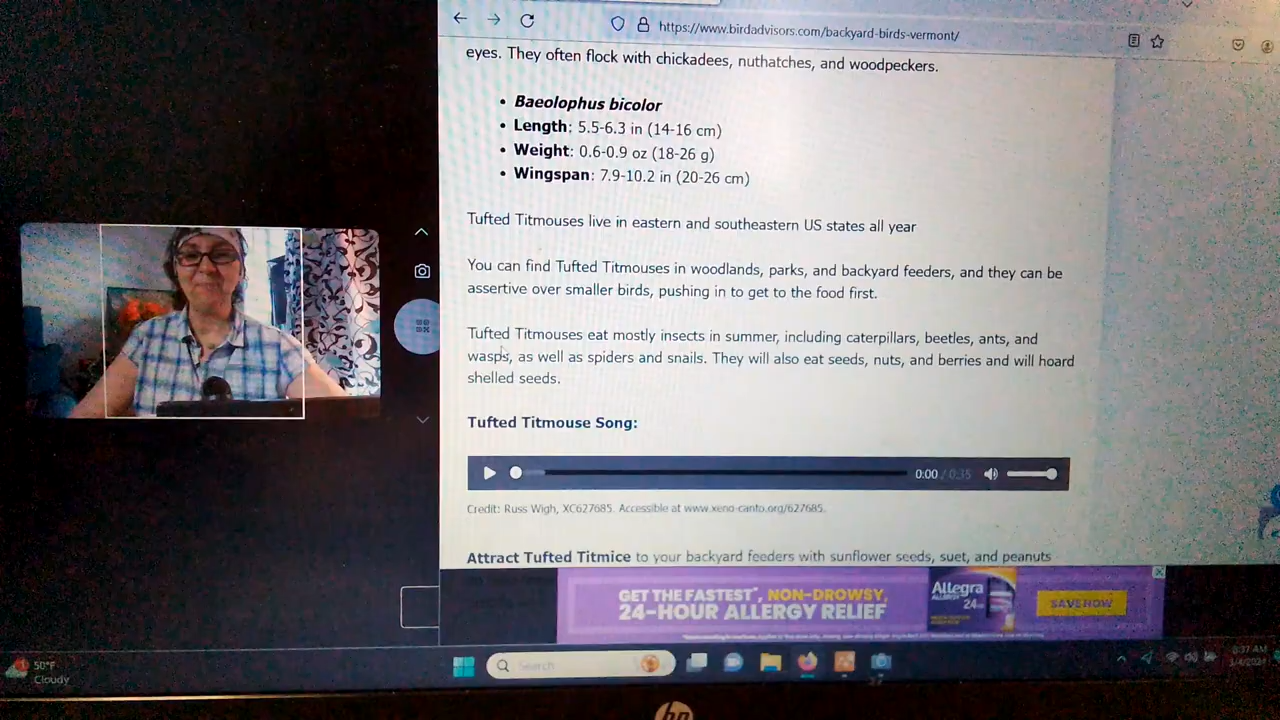 https://www.birdadvisors.com/backyard-birds-vermont/
eyes. They often flock with chickadees, nuthatches, and woodpeckers.
• Baeolophus bicolor
• Length: 5.5-6.3 in (14-16 cm)
• Weight: 0.6-0.9 oz (18-26 g)
• Wingspan: 7.9-10.2 in (20-26 cm)
Tufted Titmouses live in eastern and southeastern US states all year
You can find Tufted Titmouses in woodlands, parks, and backyard feeders, and they can be
assertive over smaller birds, pushing in to get to the food first.
Tufted Titmouses eat mostly insects in summer, including caterpillars, beetles, ants, and
wasps, as well as spiders and snails. They will also eat seeds, nuts, and berries and will hoard
shelled seeds.
Tufted Titmouse Song:
0:00 / 0:35
Credit: Russ Wigh, XC627685. Accessible at www.xeno-canto.org/627685.
Attract Tufted Titmice to your backyard feeders with sunflower seeds, suet, and peanuts
GET THE FASTEST*, NON-DROWSY,
24-HOUR ALLERGY RELIEF
Allegra
24
SAVE NOW
1
50°F
Cloudy
Search
8:37 AM
hp